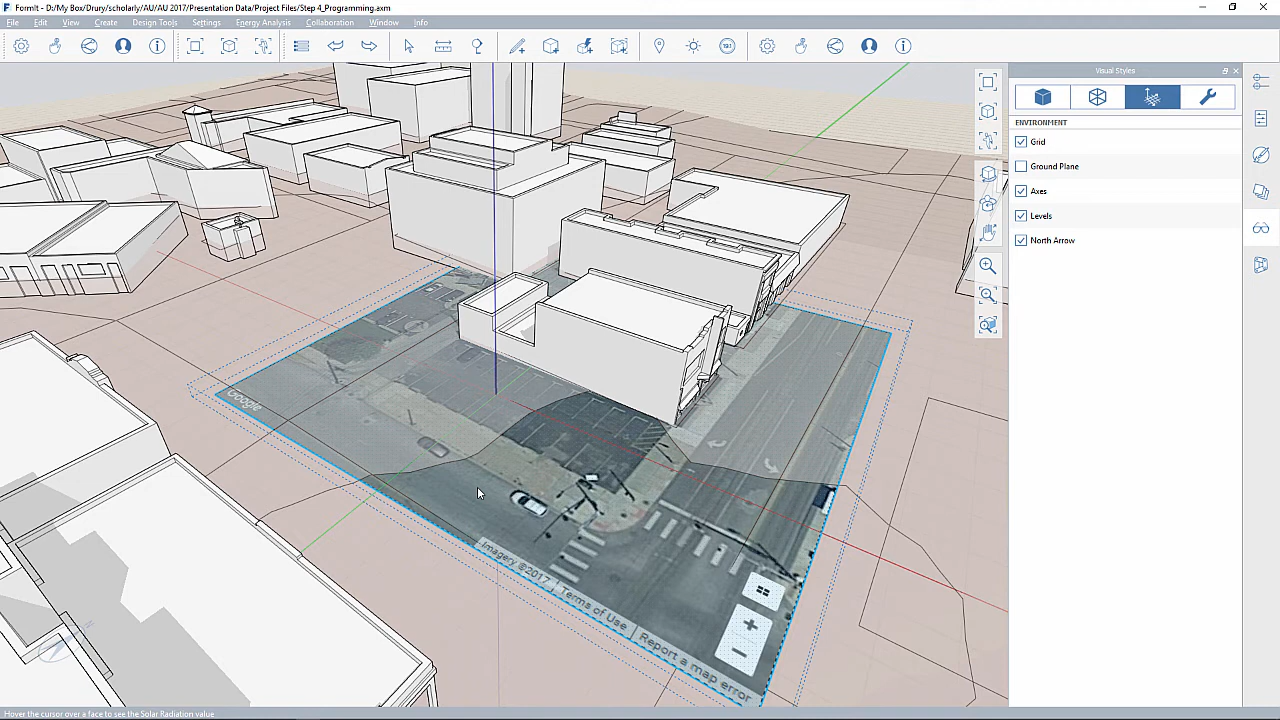 FormIt - D:/My Box/Drury/scholarly/AU/AU 2017/Presentation Data/Project Files/Step 4_Programming.axm
File Edit View Create Design Tools Settings Energy Analysis Collaboration Window Info
Visual Styles
ENVIRONMENT
Grid
Ground Plane
Axes
Levels
North Arrow
Google
Imagery ©2017
Terms of Use
Report a map error
Hover the cursor over a face to see the Solar Radiation value